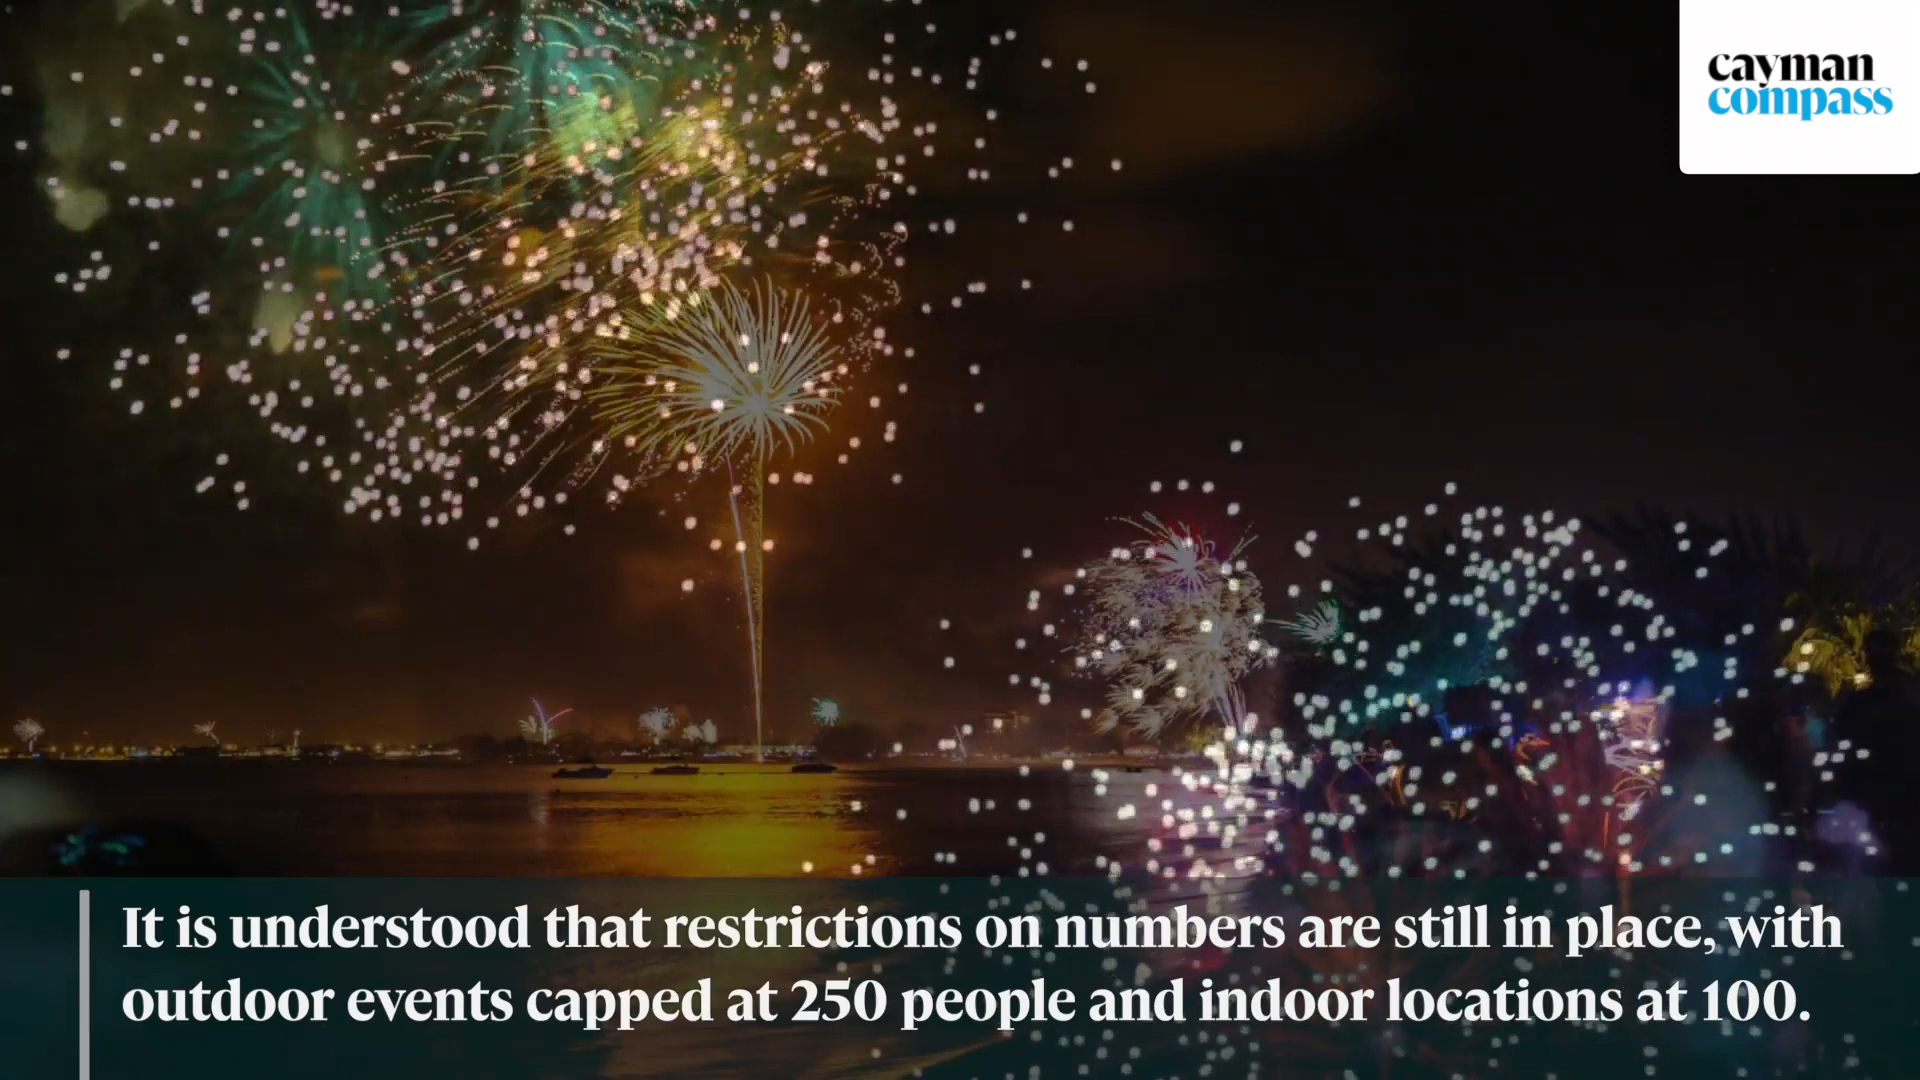 cayman
compass
It is understood that restrictions on numbers are still in place, with
outdoor events capped at 250 people and indoor locations at 100.